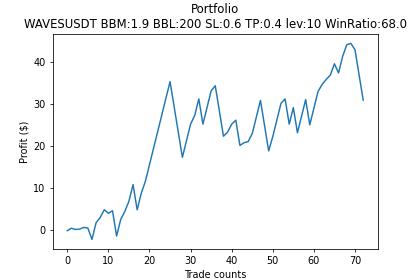 Portfolio
WAVESUSDT BBM:1.9 BBL:200 SL:0.6 TP:0.4 lev:10 WinRatio:68.0
Profit ($)
40
30
20
10
0
0 10 20 30 40 50 60 70
Trade counts